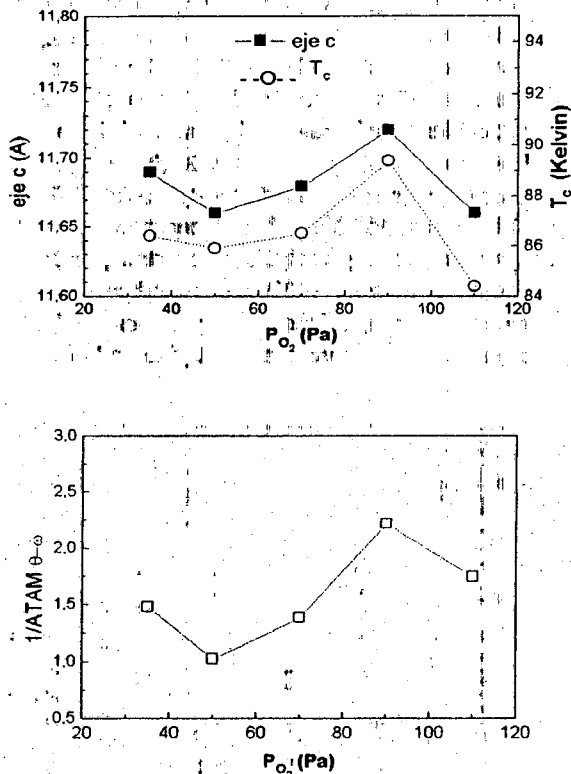 11,80
11,75
11,70
11,65
11,60
eje c (A)
eje c
T_c
94
92
90
88
86
84
T_c (Kelvin)
20 40 60 80 100 120
P_O2 (Pa)
3.0
2.5
2.0
1.5
1.0
0.5
1/ATAM θ-ω
20 40 60 80 100 120
P_O2 (Pa)